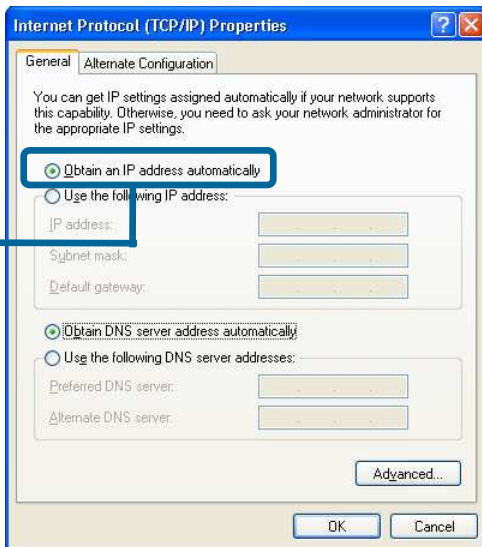 Internet Protocol (TCP/IP) Properties
General
Alternate Configuration
You can get IP settings assigned automatically if your network supports
this capability. Otherwise, you need to ask your network administrator for
the appropriate IP settings.
Obtain an IP address automatically
Use the following IP address:
IP address:
Subnet mask:
Default gateway:
Obtain DNS server address automatically
Use the following DNS server addresses:
Preferred DNS server:
Alternate DNS server:
Advanced...
OK
Cancel